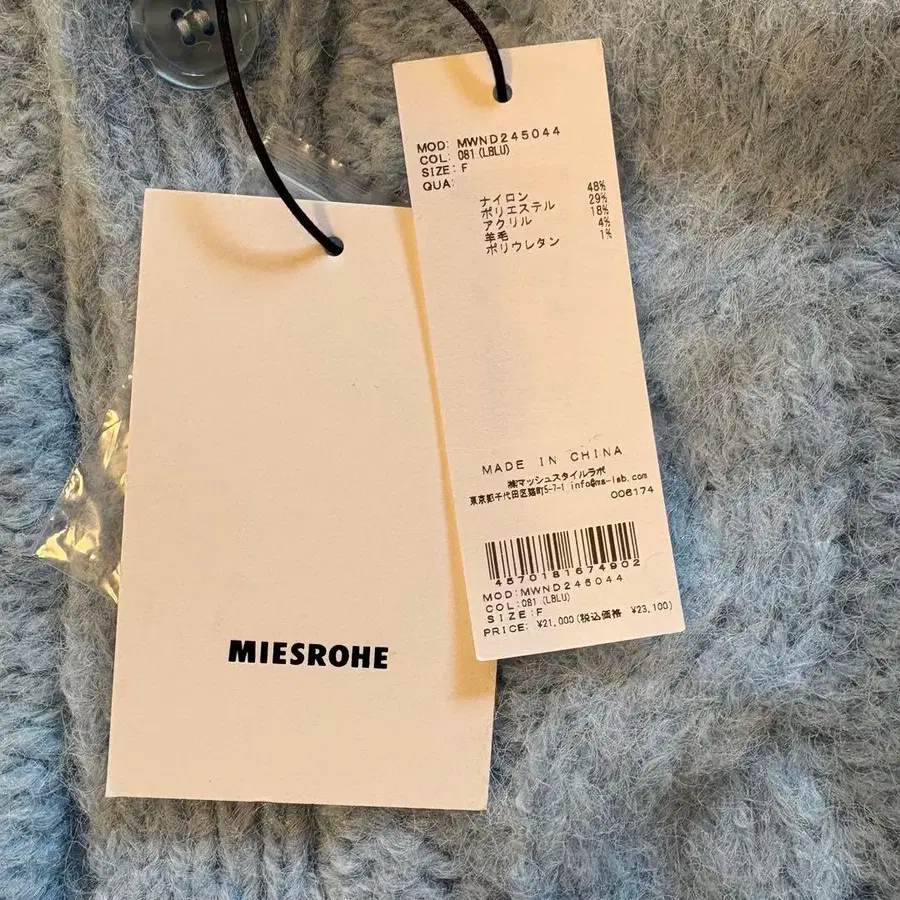 MIESROHE
MOD: MWND245044
COL: 081 (LBLU)
SIZE: F
QUA:
ナイロン 48%
ポリエステル 29%
アクリル 18%
羊毛 4%
ポリウレタン 1%
MADE IN CHINA
㈱マッシュスタイルラボ
東京都千代田区麹町5-7-1 info@ms-lab.com
006174
4570181674902
MOD: MWND245044
COL: 081 (LBLU)
SIZE: F
PRICE: ¥21,000(税込価格 ¥23,100)